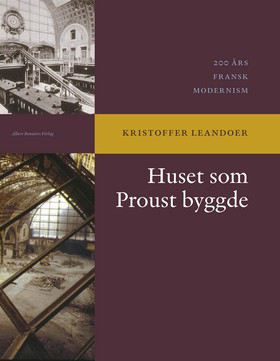 200 ÅRS
FRANSK
MODERNISM
Albert Bonniers Förlag
KRISTOFFER LEANDOER
Huset som
Proust byggde